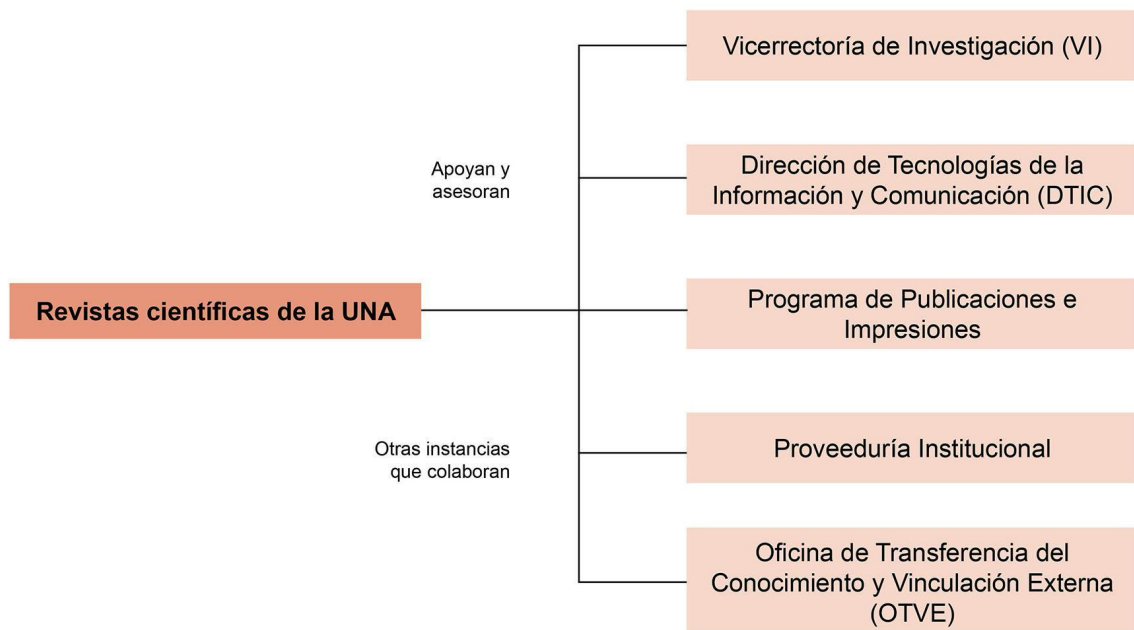 Vicerrectoría de Investigación (VI)
Apoyan y
asesoran
Dirección de Tecnologías de la
Información y Comunicación (DTIC)
Revistas científicas de la UNA
Programa de Publicaciones e
Impresiones
Otras instancias
que colaboran
Proveeduría Institucional
Oficina de Transferencia del
Conocimiento y Vinculación Externa
(OTVE)